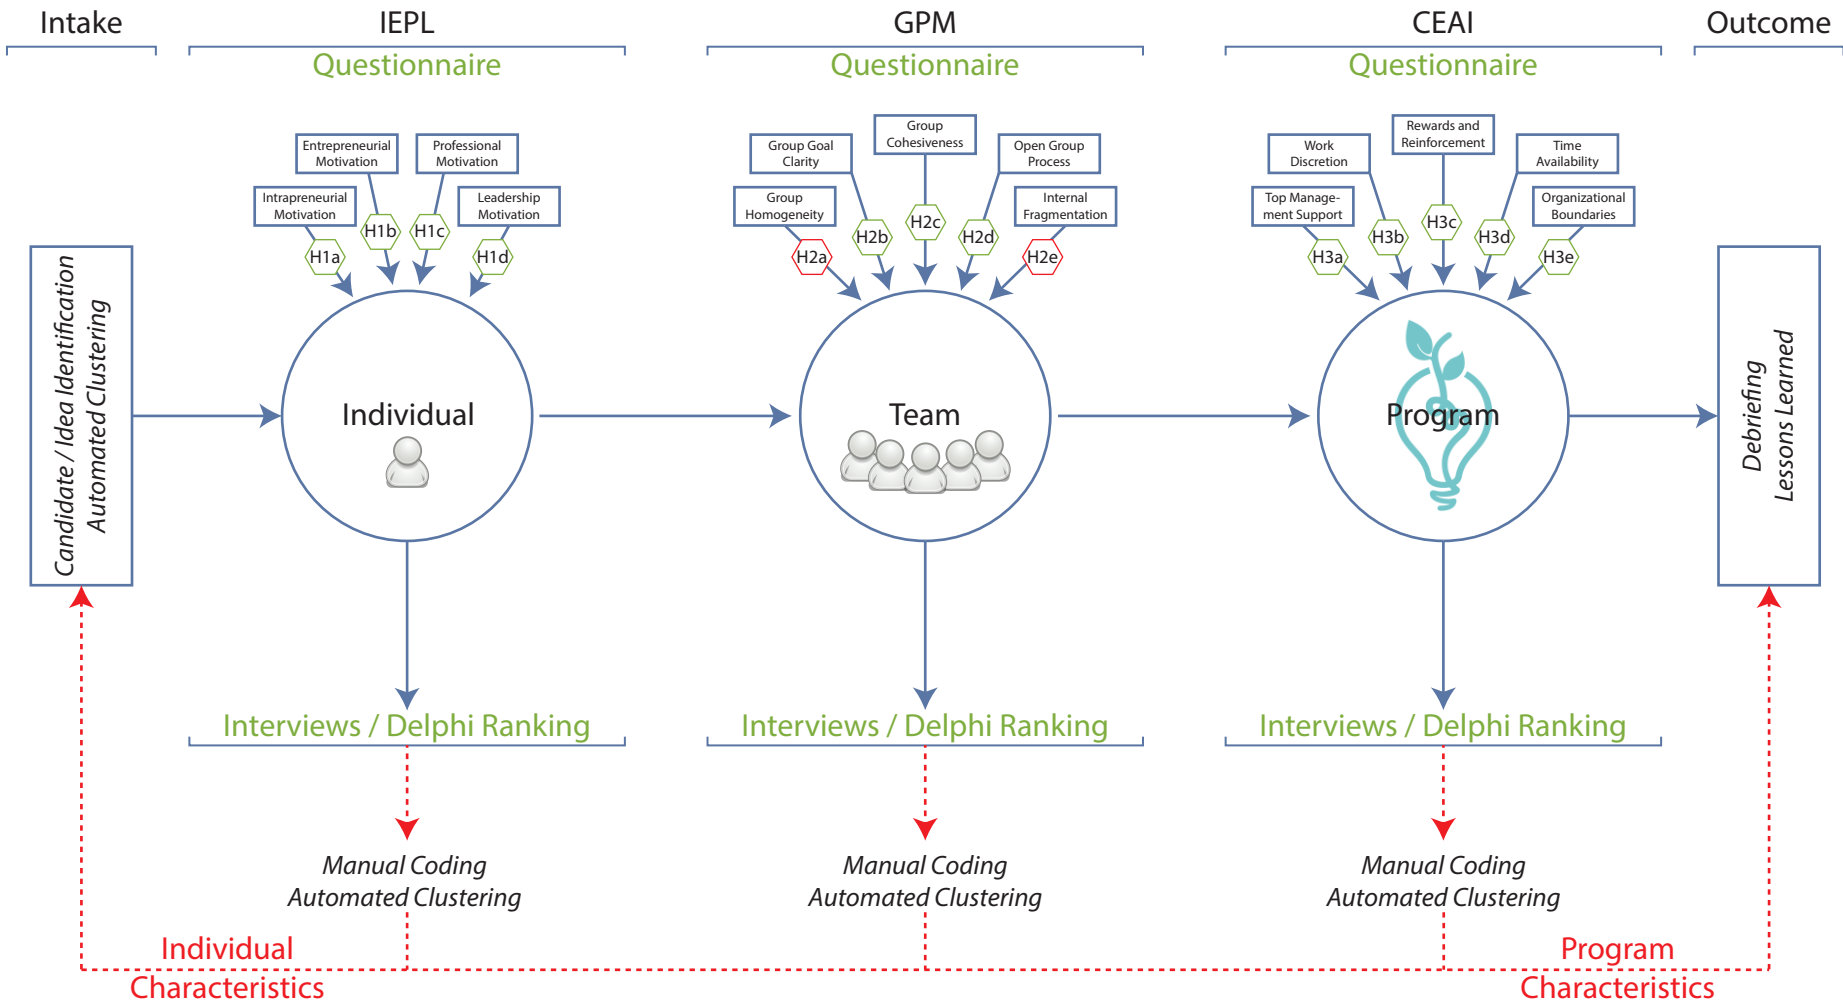 Intake
IEPL
GPM
CEAI
Outcome
Questionnaire
Questionnaire
Questionnaire
Entrepreneurial
Motivation
Professional
Motivation
Intrapreneurial
Motivation
Leadership
Motivation
H1a
H1b
H1c
H1d
Group Goal
Clarity
Group
Cohesiveness
Open Group
Process
Group
Homogeneity
Internal
Fragmentation
H2a
H2b
H2c
H2d
H2e
Work
Discretion
Rewards and
Reinforcement
Time
Availability
Top Manage-
ment Support
Organizational
Boundaries
H3a
H3b
H3c
H3d
H3e
Candidate / Idea Identification
Automated Clustering
Individual
Team
Program
Debriefing
Lessons Learned
Interviews / Delphi Ranking
Interviews / Delphi Ranking
Interviews / Delphi Ranking
Manual Coding
Automated Clustering
Manual Coding
Automated Clustering
Manual Coding
Automated Clustering
Individual
Characteristics
Program
Characteristics